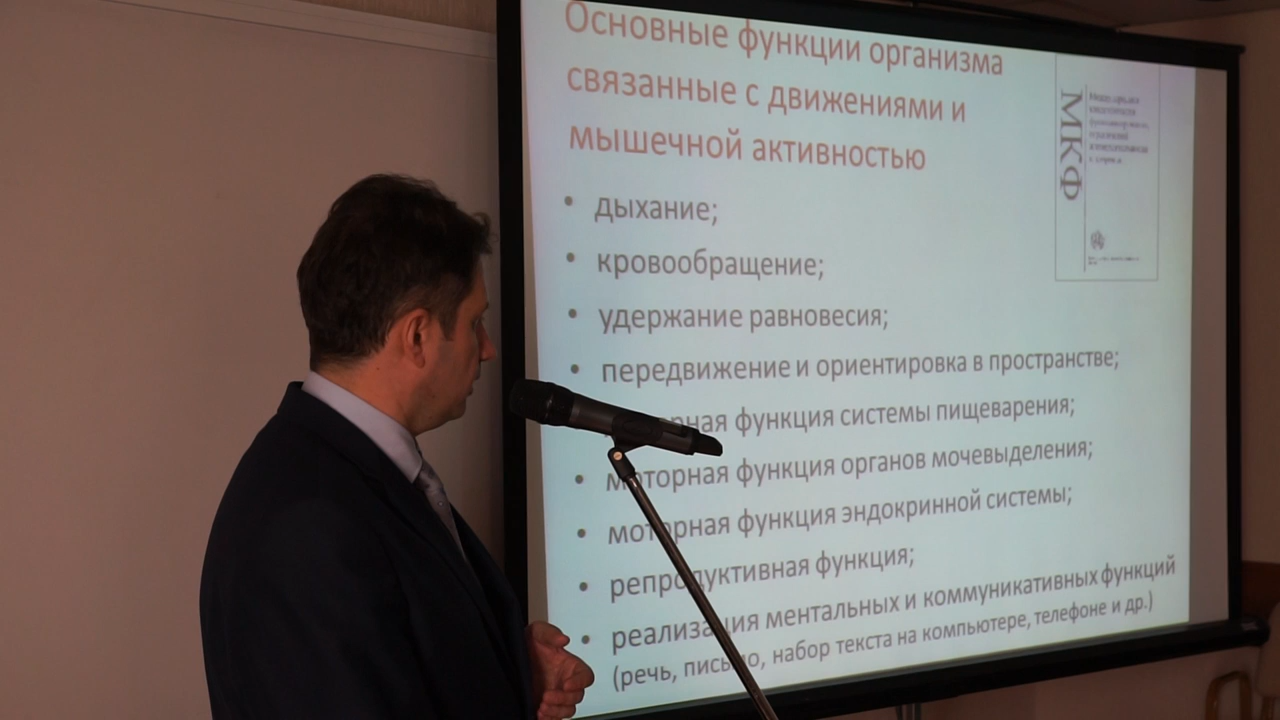 Основные функции организма
связанные с движениями и
мышечной активностью
МКФ
• дыхание;
• кровообращение;
• удержание равновесия;
• передвижение и ориентировка в пространстве;
функция системы пищеварения;
• моторная функция органов мочевыделения;
• моторная функция эндокринной системы;
• репродуктивная функция;
• реализация ментальных и коммуникативных функций
(речь, письмо, набор текста на компьютере, телефоне и др.)